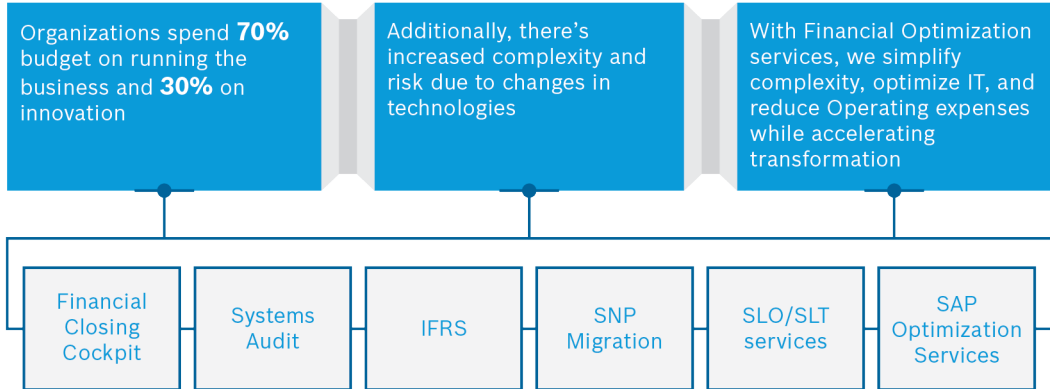 Organizations spend 70%
budget on running the
business and 30% on
innovation
Additionally, there's
increased complexity and
risk due to changes in
technologies
With Financial Optimization
services, we simplify
complexity, optimize IT, and
reduce Operating expenses
while accelerating
transformation
Financial
Closing
Cockpit
Systems
Audit
IFRS
SNP
Migration
SLO/SLT
services
SAP
Optimization
Services